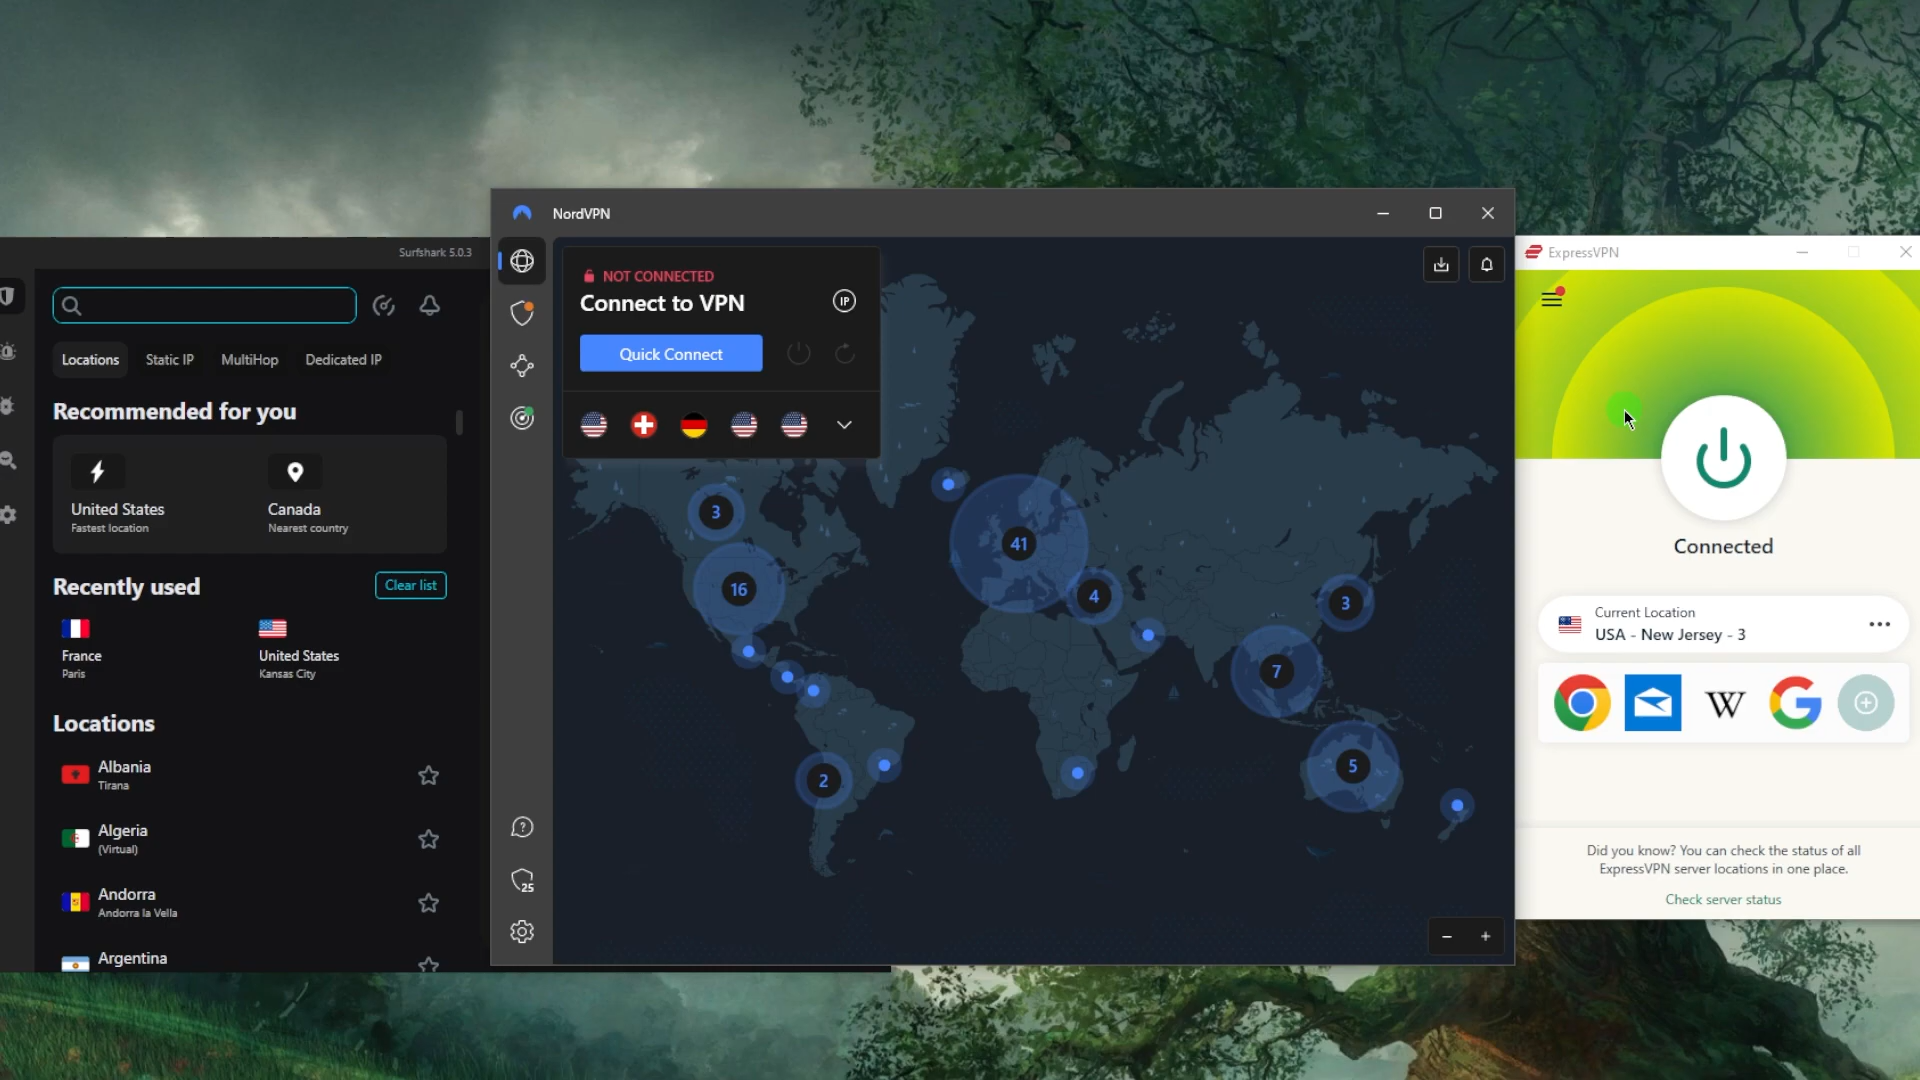 Surfshark 5.0.3
Locations
Static IP
MultiHop
Dedicated IP
Recommended for you
United States
Fastest location
Canada
Nearest country
Recently used
Clear list
France
Paris
United States
Kansas City
Locations
Albania
Tirana
Algeria
(Virtual)
Andorra
Andorra la Vella
Argentina
NordVPN
NOT CONNECTED
Connect to VPN
IP
Quick Connect
3
16
41
4
3
7
2
5
25
ExpressVPN
Connected
Current Location
USA - New Jersey - 3
W
G
Did you know? You can check the status of all
ExpressVPN server locations in one place.
Check server status